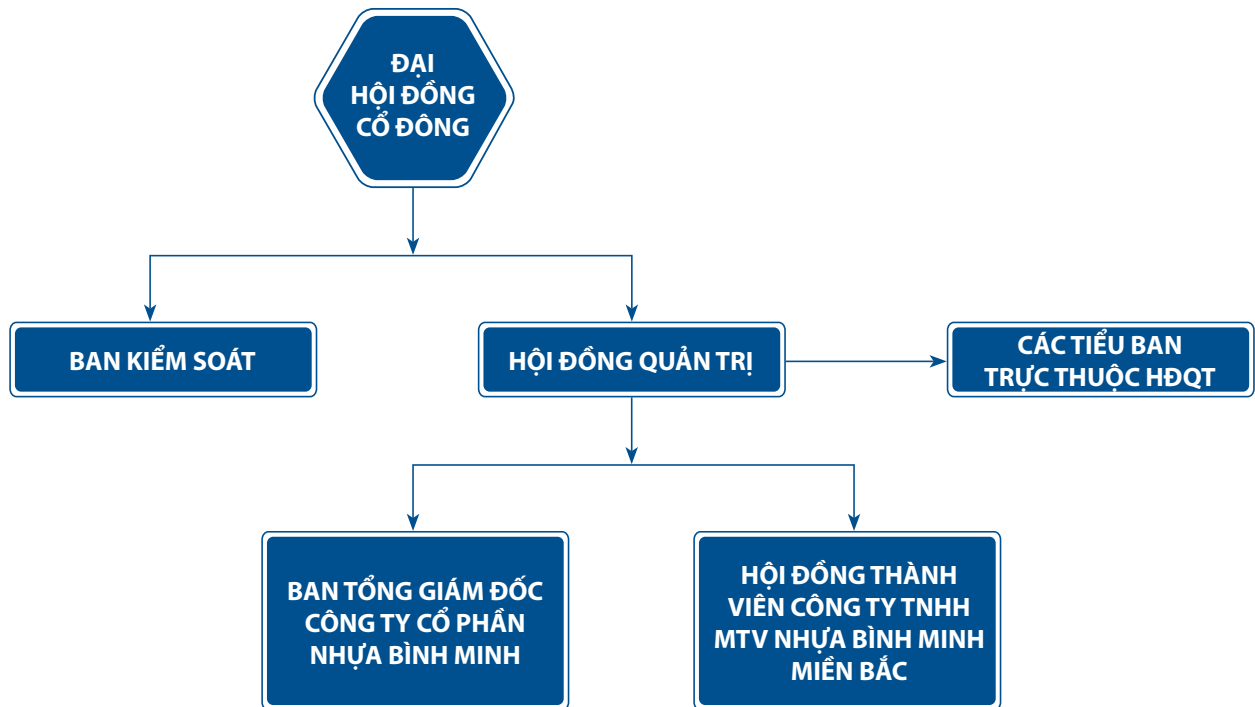 ĐẠI
HỘI ĐỒNG
CỔ ĐÔNG
BAN KIỂM SOÁT
HỘI ĐỒNG QUẢN TRỊ
CÁC TIỂU BAN
TRỰC THUỘC HĐQT
BAN TỔNG GIÁM ĐỐC
CÔNG TY CỔ PHẦN
NHỰA BÌNH MINH
HỘI ĐỒNG THÀNH
VIÊN CÔNG TY TNHH
MTV NHỰA BÌNH MINH
MIỀN BẮC